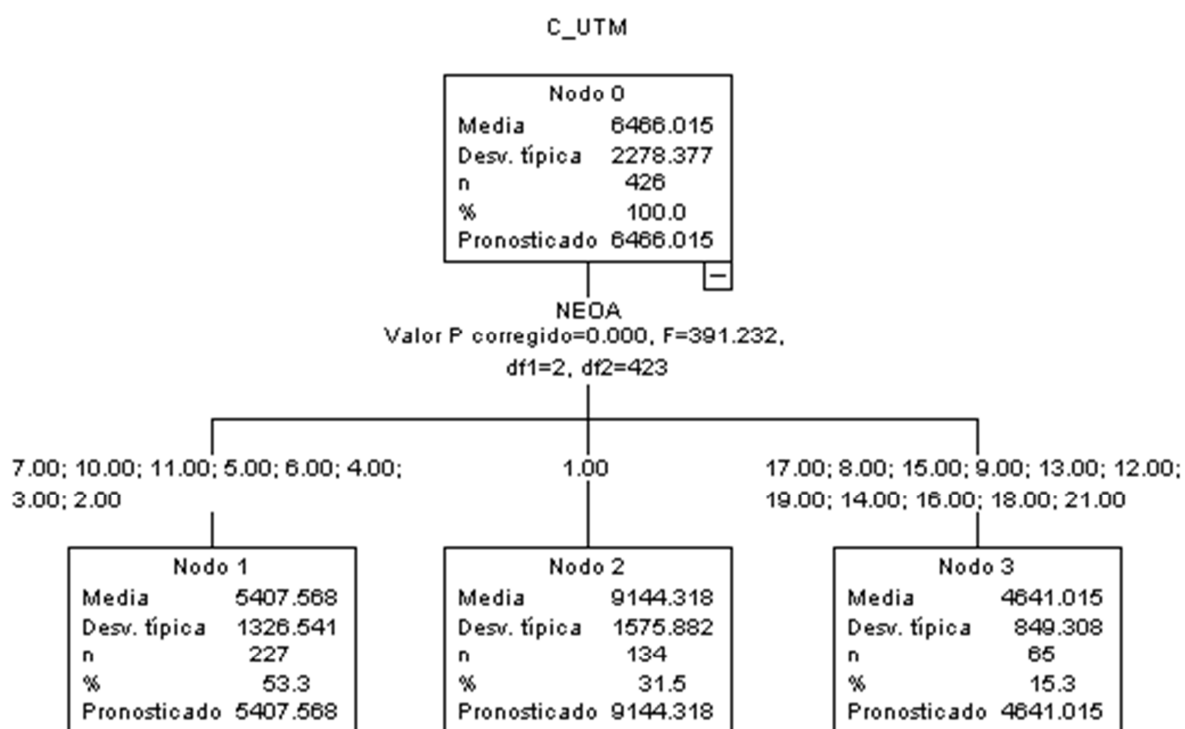 C_UTM
Nodo 0
Media 6466.015
Desv. típica 2278.377
n 426
% 100.0
Pronosticado 6466.015
NEOA
Valor P corregido=0.000, F=391.232,
df1=2, df2=423
7.00; 10.00; 11.00; 5.00; 6.00; 4.00;
3.00; 2.00
1.00
17.00; 8.00; 15.00; 9.00; 13.00; 12.00;
19.00; 14.00; 16.00; 18.00; 21.00
Nodo 1
Media 5407.568
Desv. típica 1326.541
n 227
% 53.3
Pronosticado 5407.568
Nodo 2
Media 9144.318
Desv. típica 1575.882
n 134
% 31.5
Pronosticado 9144.318
Nodo 3
Media 4641.015
Desv. típica 849.308
n 65
% 15.3
Pronosticado 4641.015